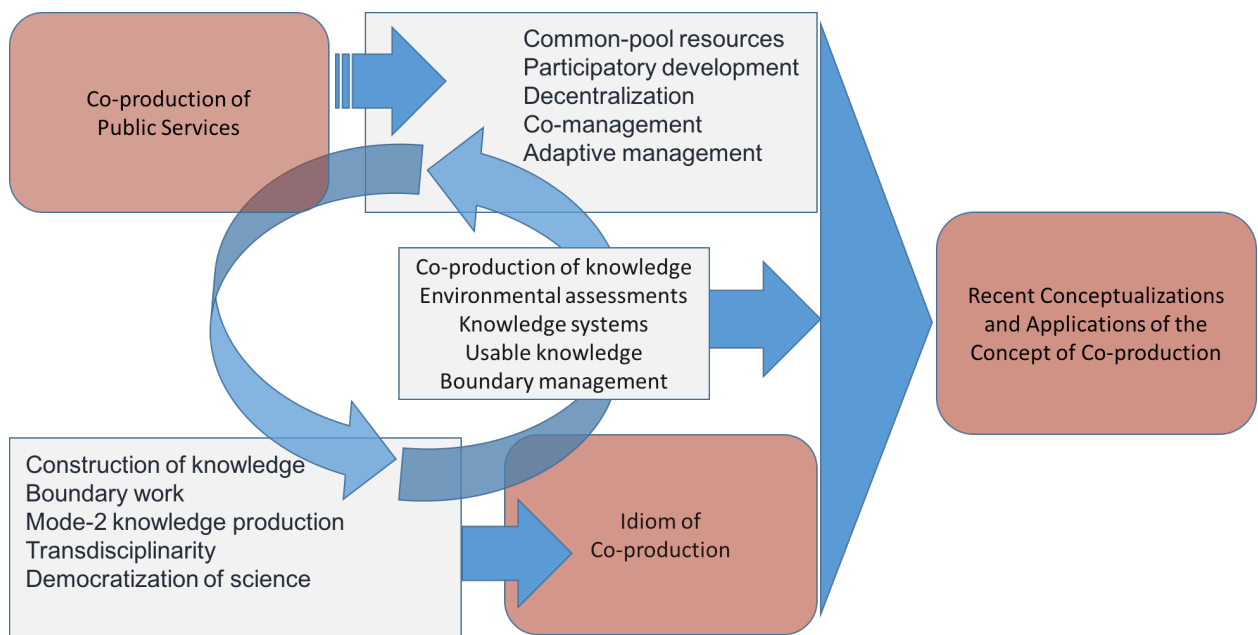 Co-production of
Public Services
Common-pool resources
Participatory development
Decentralization
Co-management
Adaptive management
Co-production of knowledge
Environmental assessments
Knowledge systems
Usable knowledge
Boundary management
Recent Conceptualizations
and Applications of the
Concept of Co-production
Construction of knowledge
Boundary work
Mode-2 knowledge production
Transdisciplinarity
Democratization of science
Idiom of
Co-production